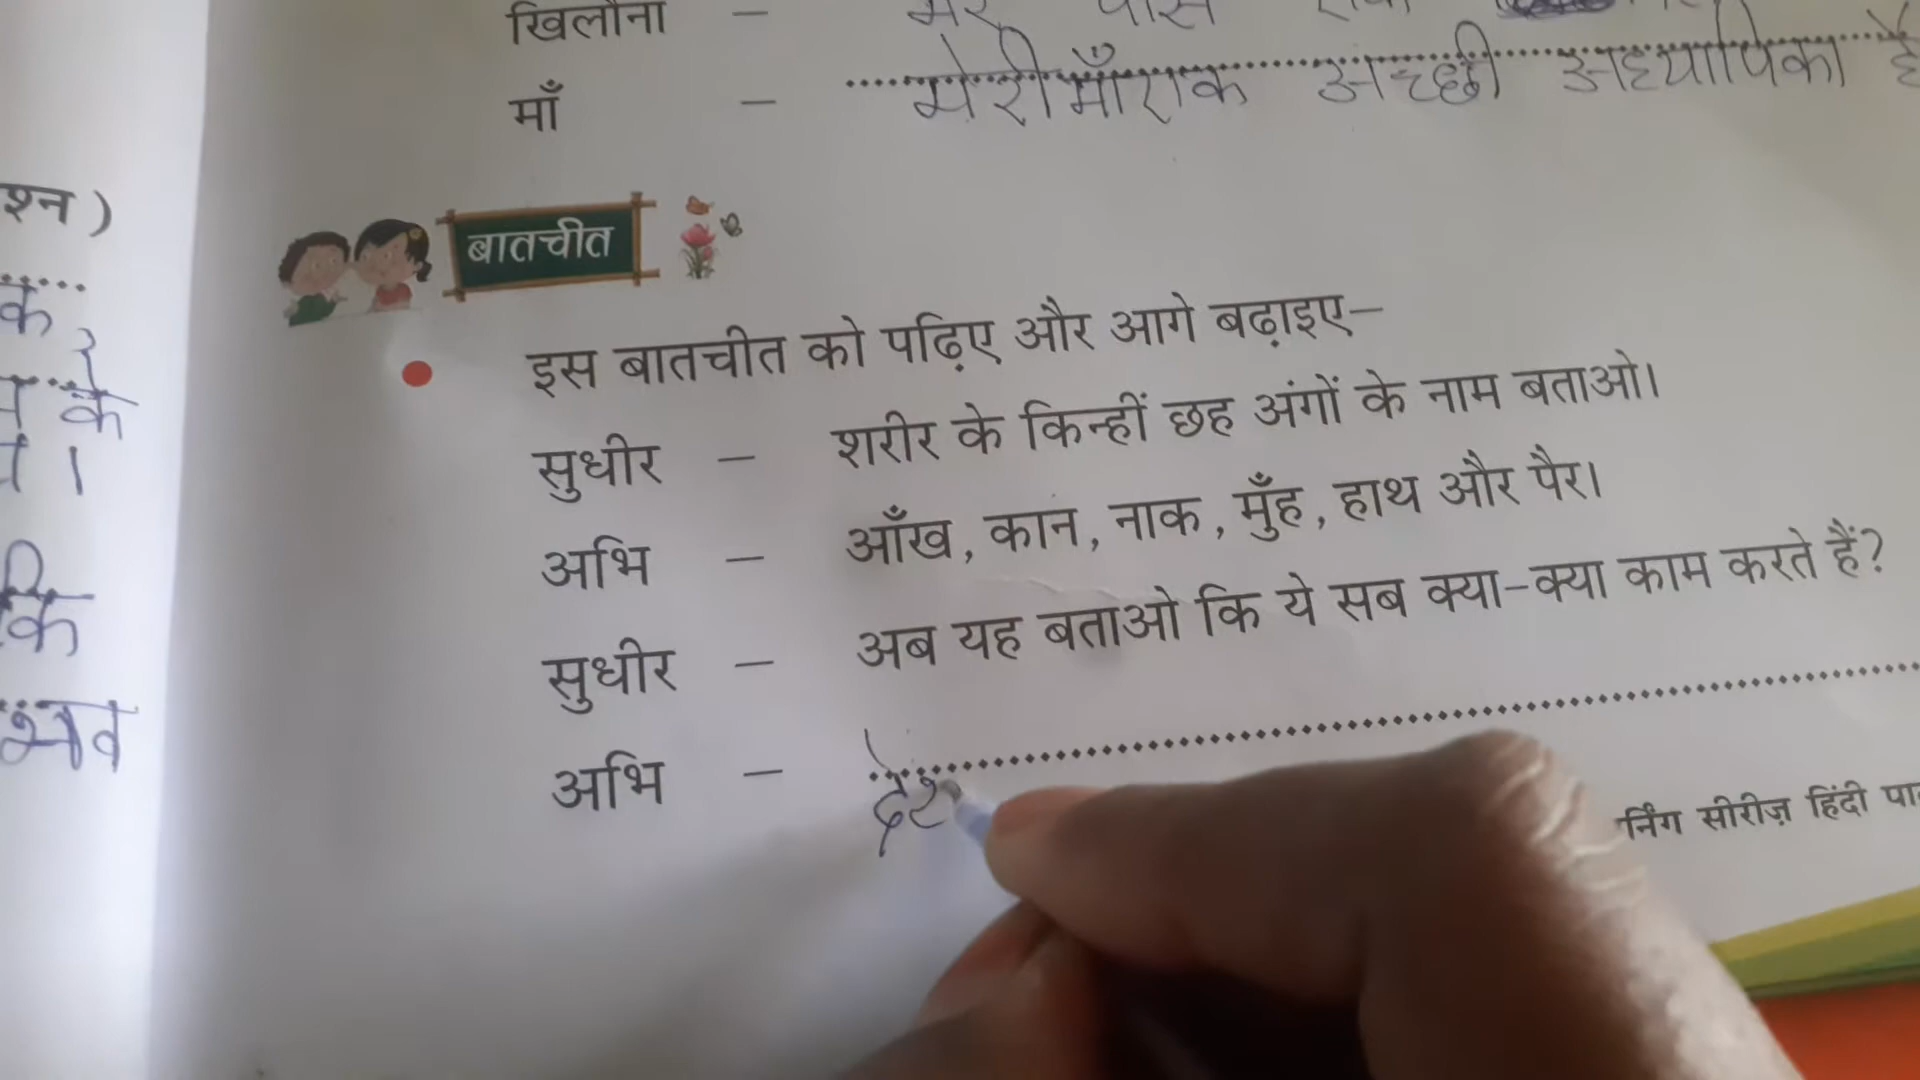 खिलौना – मेरे पास
माँ – मेरी माँ एक अच्छी अध्यापिका है
श्न)
बातचीत
के
इस बातचीत को पढ़िए और आगे बढ़ाइए–
के
सुधीर – शरीर के किन्हीं छह अंगों के नाम बताओ।
अभि – आँख, कान, नाक, मुँह, हाथ और पैर।
कि
सुधीर – अब यह बताओ कि ये सब क्या-क्या काम करते हैं?
अभि –
र्निंग सीरीज़ हिंदी